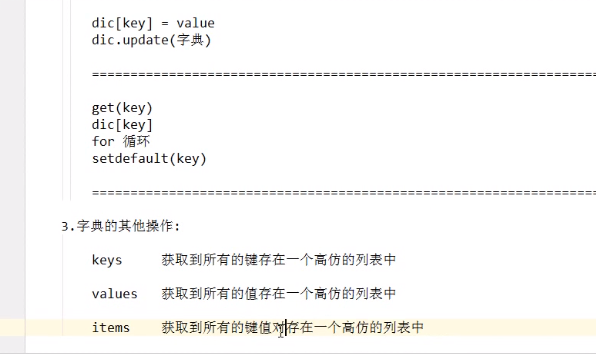 dic[key] = value
dic.update(字典)
================================================================
get(key)
dic[key]
for 循环
setdefault(key)
================================================================
3.字典的其他操作:
keys 获取到所有的键存在一个高仿的列表中
values 获取到所有的值存在一个高仿的列表中
items 获取到所有的键值对存在一个高仿的列表中